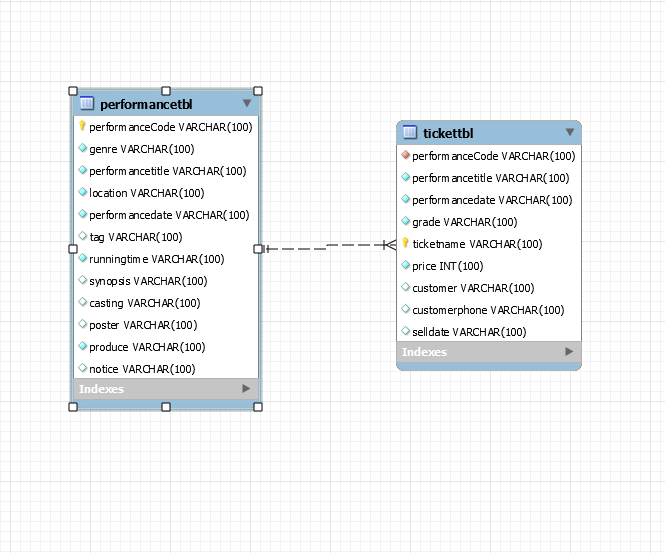 performancetbl
performanceCode VARCHAR(100)
genre VARCHAR(100)
performancetitle VARCHAR(100)
location VARCHAR(100)
performancedate VARCHAR(100)
tag VARCHAR(100)
runningtime VARCHAR(100)
synopsis VARCHAR(100)
casting VARCHAR(100)
poster VARCHAR(100)
produce VARCHAR(100)
notice VARCHAR(100)
Indexes
tickettbl
performanceCode VARCHAR(100)
performancetitle VARCHAR(100)
performancedate VARCHAR(100)
grade VARCHAR(100)
ticketname VARCHAR(100)
price INT(100)
customer VARCHAR(100)
customerphone VARCHAR(100)
selldate VARCHAR(100)
Indexes